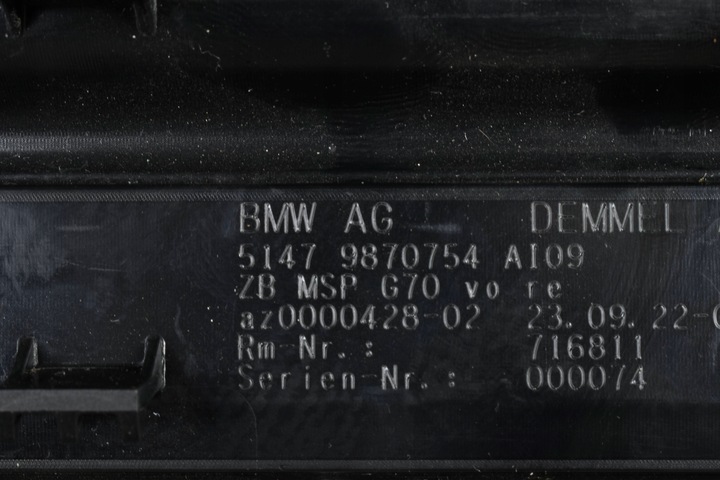 BMW AG DEMMEL
5147 9870754 AI09
ZB MSP G70 vo re
az0000428-02 23.09.22-
Rm-Nr.: 716811
Serien-Nr.: 000074